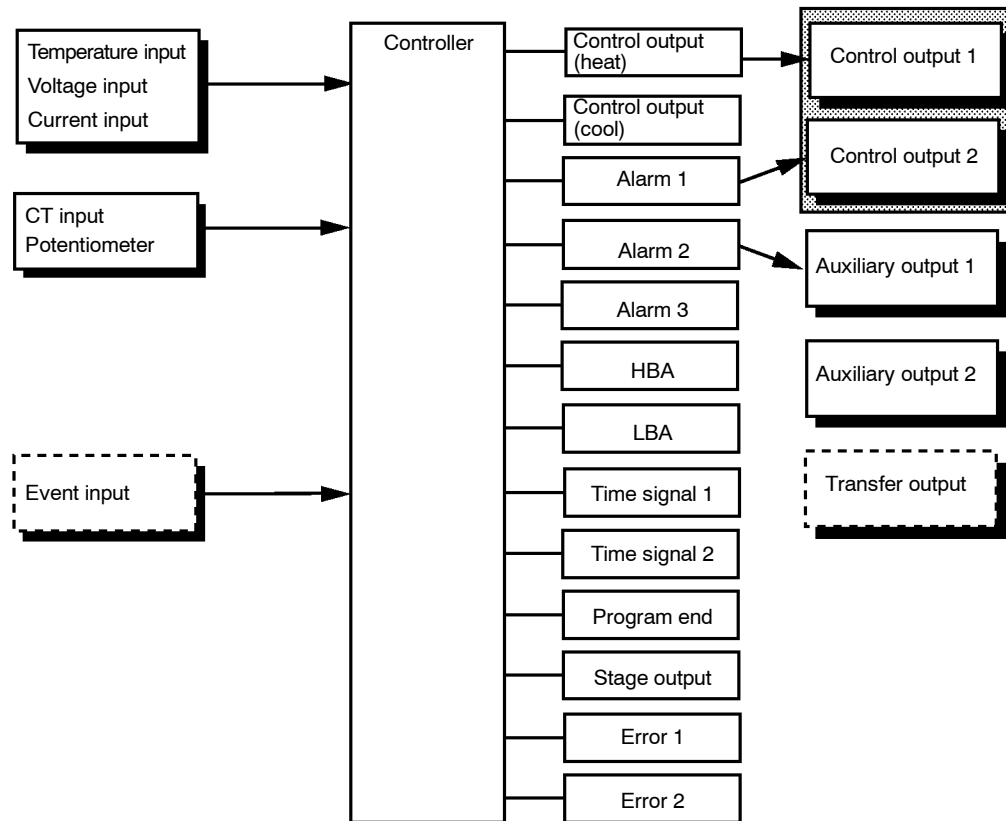 Temperature input
Voltage input
Current input
CT input
Potentiometer
Event input
Controller
Control output
(heat)
Control output
(cool)
Alarm 1
Alarm 2
Alarm 3
HBA
LBA
Time signal 1
Time signal 2
Program end
Stage output
Error 1
Error 2
Control output 1
Control output 2
Auxiliary output 1
Auxiliary output 2
Transfer output